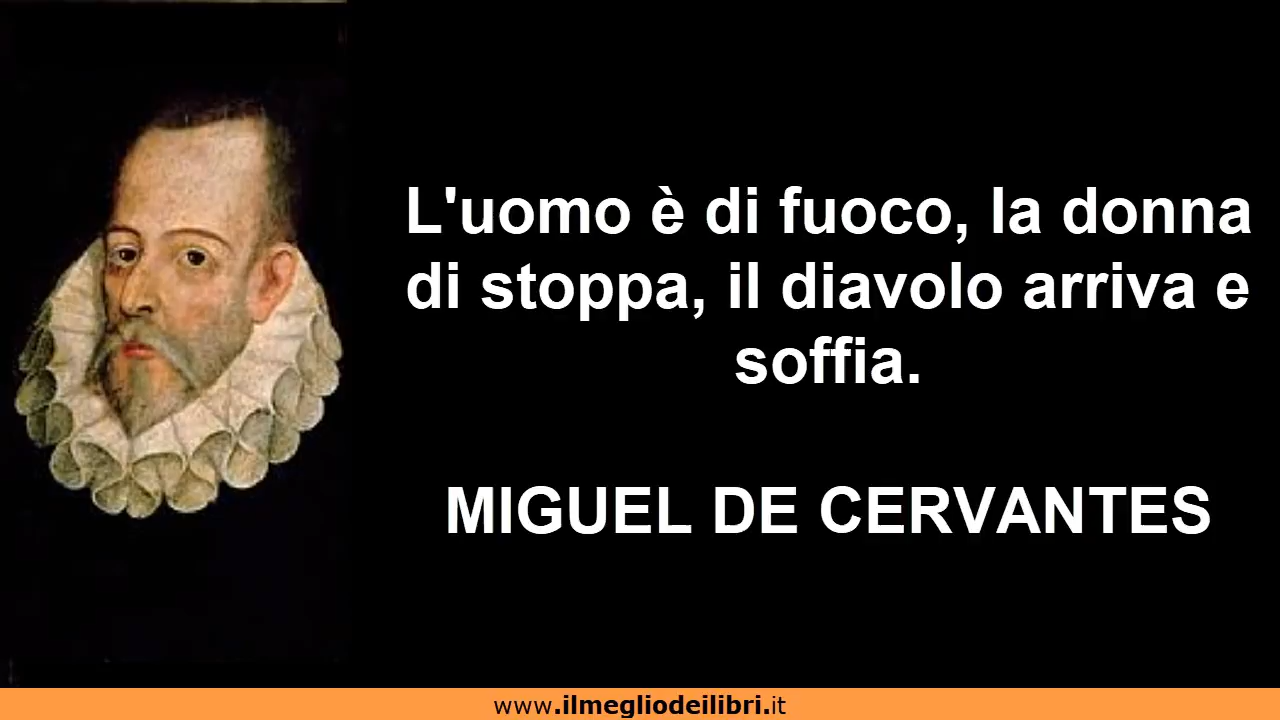 L'uomo è di fuoco, la donna
di stoppa, il diavolo arriva e
soffia.
MIGUEL DE CERVANTES
www.ilmegliodeilibri.it